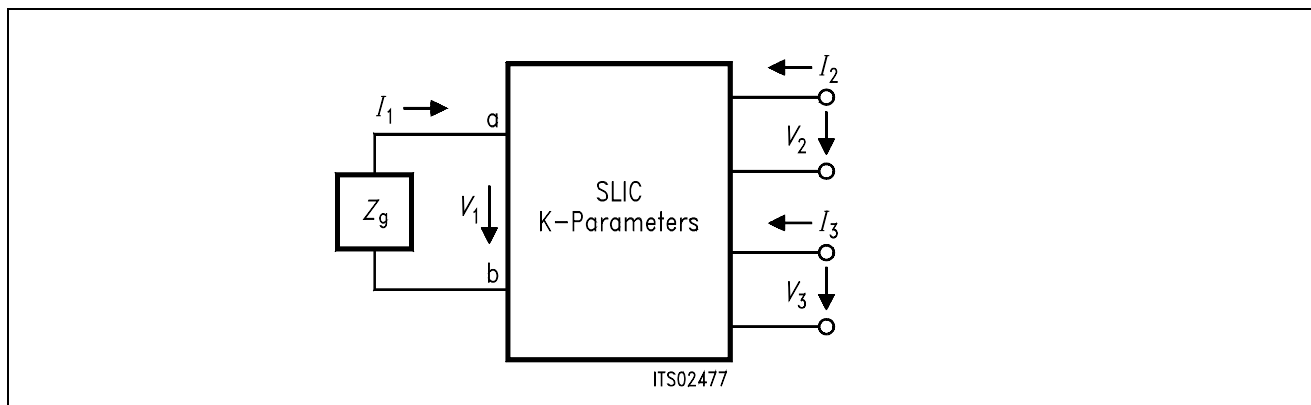 I1
a
Zg
V1
b
SLIC
K-Parameters
I2
V2
I3
V3
ITS02477